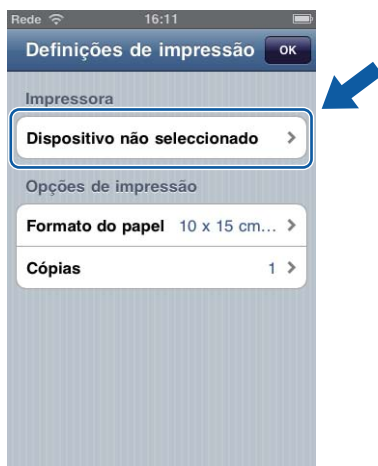 Rede 16:11
Definições de impressão OK
Impressora
Dispositivo não seleccionado
Opções de impressão
Formato do papel 10 x 15 cm...
Cópias 1